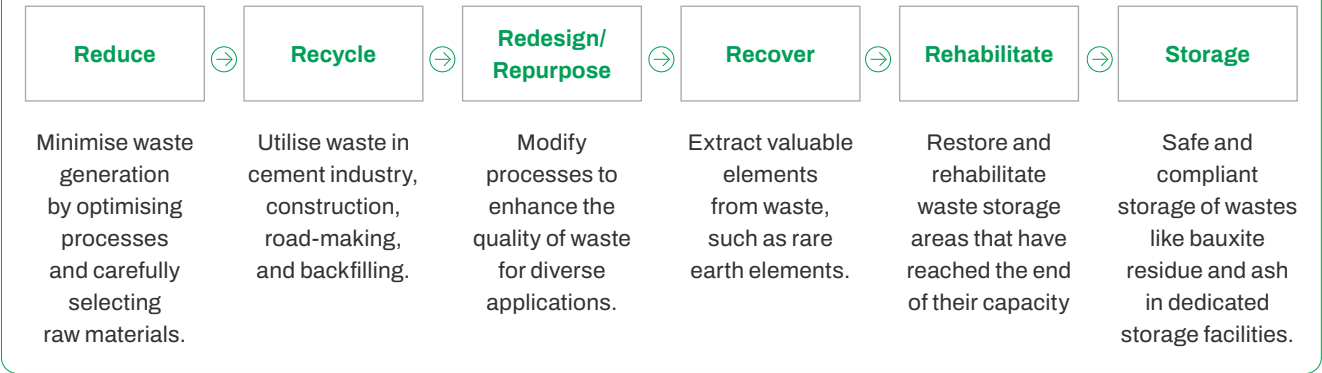 Reduce
Recycle
Redesign/
Repurpose
Recover
Rehabilitate
Storage
Minimise waste
generation
by optimising
processes
and carefully
selecting
raw materials.
Utilise waste in
cement industry,
construction,
road-making,
and backfilling.
Modify
processes to
enhance the
quality of waste
for diverse
applications.
Extract valuable
elements
from waste,
such as rare
earth elements.
Restore and
rehabilitate
waste storage
areas that have
reached the end
of their capacity
Safe and
compliant
storage of wastes
like bauxite
residue and ash
in dedicated
storage facilities.